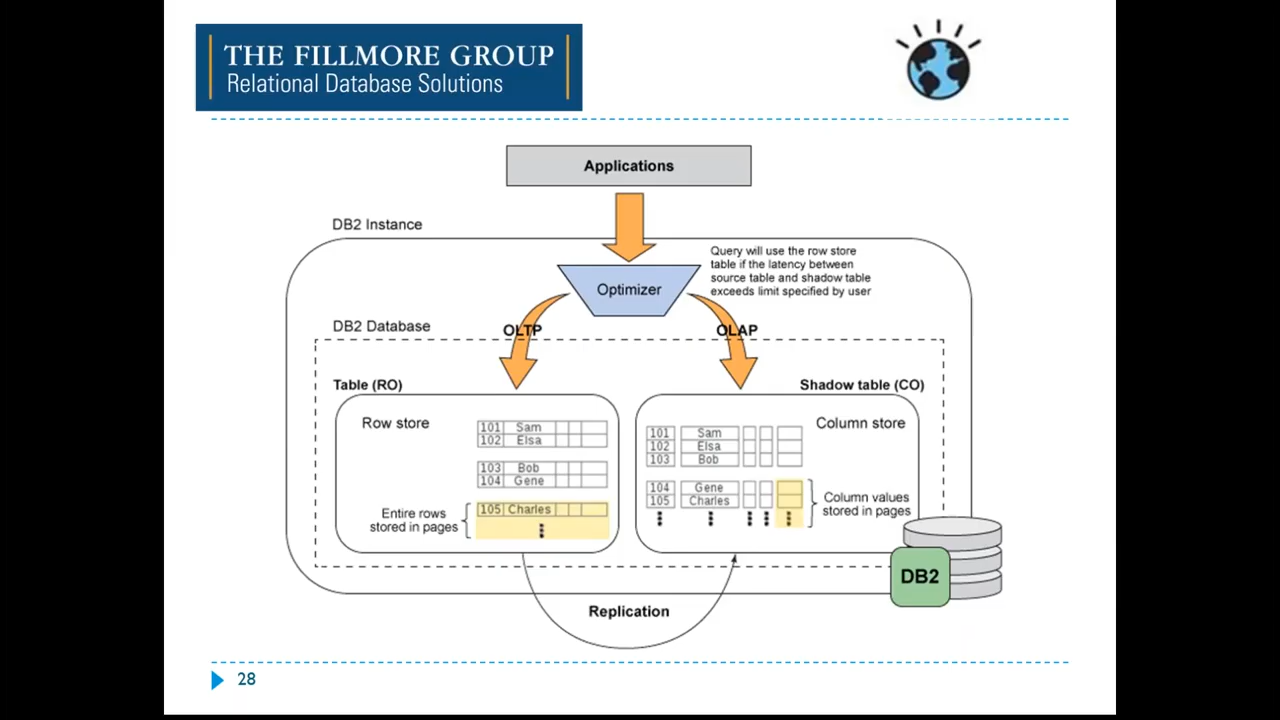 THE FILLMORE GROUP
Relational Database Solutions
Applications
DB2 Instance
Query will use the row store
table if the latency between
source table and shadow table
exceeds limit specified by user
Optimizer
DB2 Database
OLTP
OLAP
Table (RO)
Shadow table (CO)
Row store
Column store
101 Sam
102 Elsa
103 Bob
104 Gene
105 Charles
Entire rows
stored in pages
101 Sam
102 Elsa
103 Bob
104 Gene
105 Charles
Column values
stored in pages
DB2
Replication
28